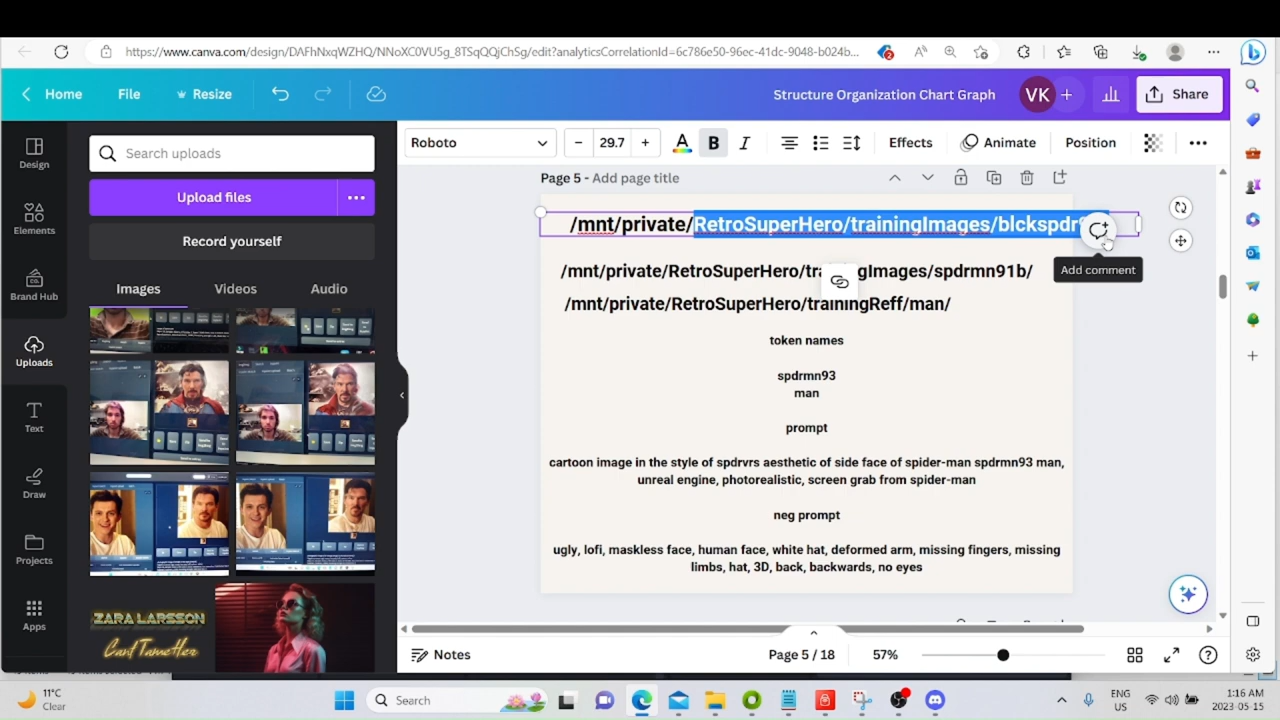 https://www.canva.com/design/DAFhNxqWZHQ/NNoXC0VU5g_8TSqQQjChSg/edit?analyticsCorrelationId=6c786e50-96ec-41dc-9048-b024b...
2
Home
File
Resize
Structure Organization Chart Graph
VK
+
Share
Design
Elements
Brand Hub
Uploads
Text
Draw
Projects
Apps
Search uploads
Upload files
Record yourself
Images
Videos
Audio
ZARA LARSSON
Can't Tame Her
Roboto
− 29.7 +
A
B
I
Effects
Animate
Position
Page 5 - Add page title
/mnt/private/RetroSuperHero/trainingImages/blckspdr
Add comment
/mnt/private/RetroSuperHero/trainingImages/spdrmn91b/
/mnt/private/RetroSuperHero/trainingReff/man/
token names
spdrmn93
man
prompt
cartoon image in the style of spdrvrs aesthetic of side face of spider-man spdrmn93 man,
unreal engine, photorealistic, screen grab from spider-man
neg prompt
ugly, lofi, maskless face, human face, white hat, deformed arm, missing fingers, missing
limbs, hat, 3D, back, backwards, no eyes
Notes
Page 5 / 18
57%
11°C
Clear
Search
ENG
US
1:16 AM
2023-05-15